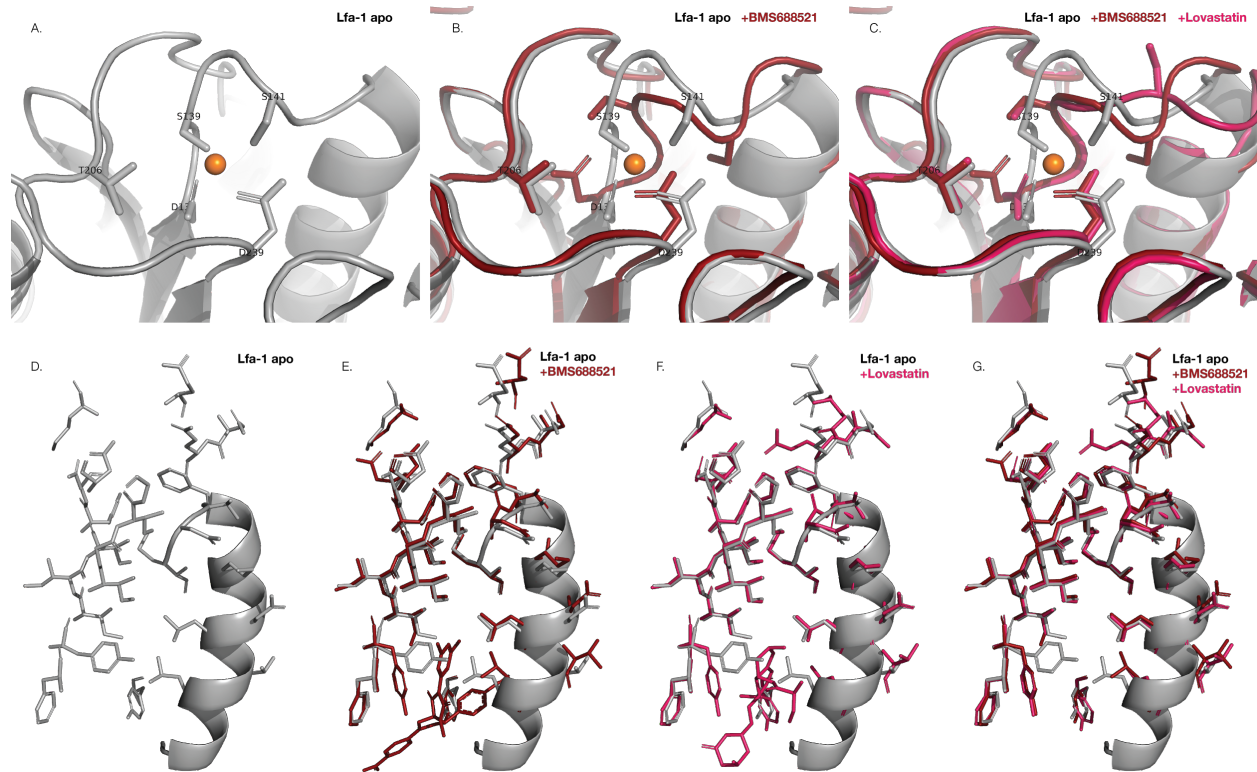 A.
Lfa-1 apo
S141
S139
T206
D239
B.
Lfa-1 apo +BMS688521
S141
S139
T206
D239
C.
Lfa-1 apo +BMS688521 +Lovastatin
S141
S139
T206
D239
D.
Lfa-1 apo
E.
Lfa-1 apo
+BMS688521
F.
Lfa-1 apo
+Lovastatin
G.
Lfa-1 apo
+BMS688521
+Lovastatin